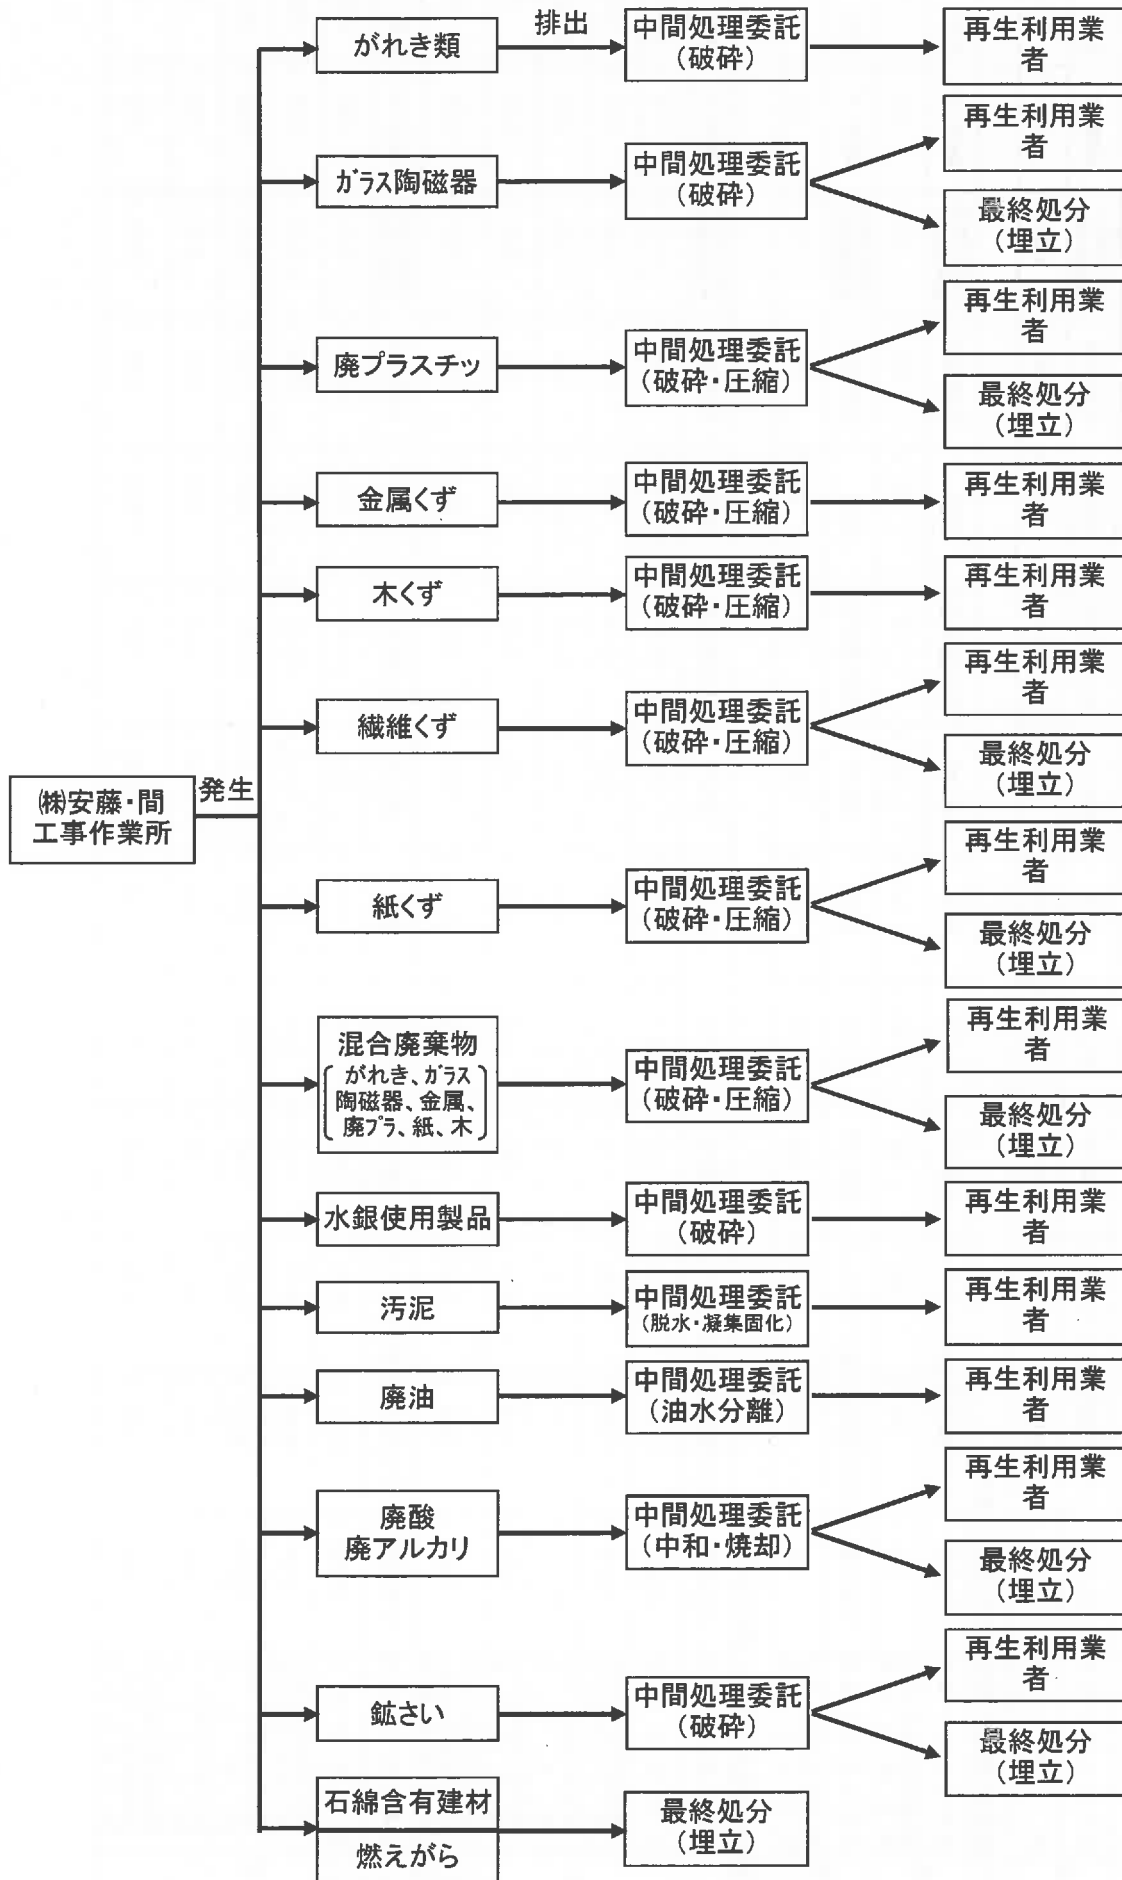 がれき類
排出
中間処理委託
(破砕)
再生利用業
者
ガラス陶磁器
中間処理委託
(破砕)
再生利用業
者
最終処分
(埋立)
廃プラスチッ
中間処理委託
(破砕・圧縮)
再生利用業
者
最終処分
(埋立)
金属くず
中間処理委託
(破砕・圧縮)
再生利用業
者
木くず
中間処理委託
(破砕・圧縮)
再生利用業
者
繊維くず
中間処理委託
(破砕・圧縮)
再生利用業
者
最終処分
(埋立)
㈱安藤・間
工事作業所
発生
紙くず
中間処理委託
(破砕・圧縮)
再生利用業
者
最終処分
(埋立)
混合廃棄物
がれき、ガラス
陶磁器、金属、
廃プラ、紙、木
中間処理委託
(破砕・圧縮)
再生利用業
者
最終処分
(埋立)
水銀使用製品
中間処理委託
(破砕)
再生利用業
者
汚泥
中間処理委託
(脱水・凝集固化)
再生利用業
者
廃油
中間処理委託
(油水分離)
再生利用業
者
廃酸
廃アルカリ
中間処理委託
(中和・焼却)
再生利用業
者
最終処分
(埋立)
鉱さい
中間処理委託
(破砕)
再生利用業
者
最終処分
(埋立)
石綿含有建材
燃えがら
最終処分
(埋立)